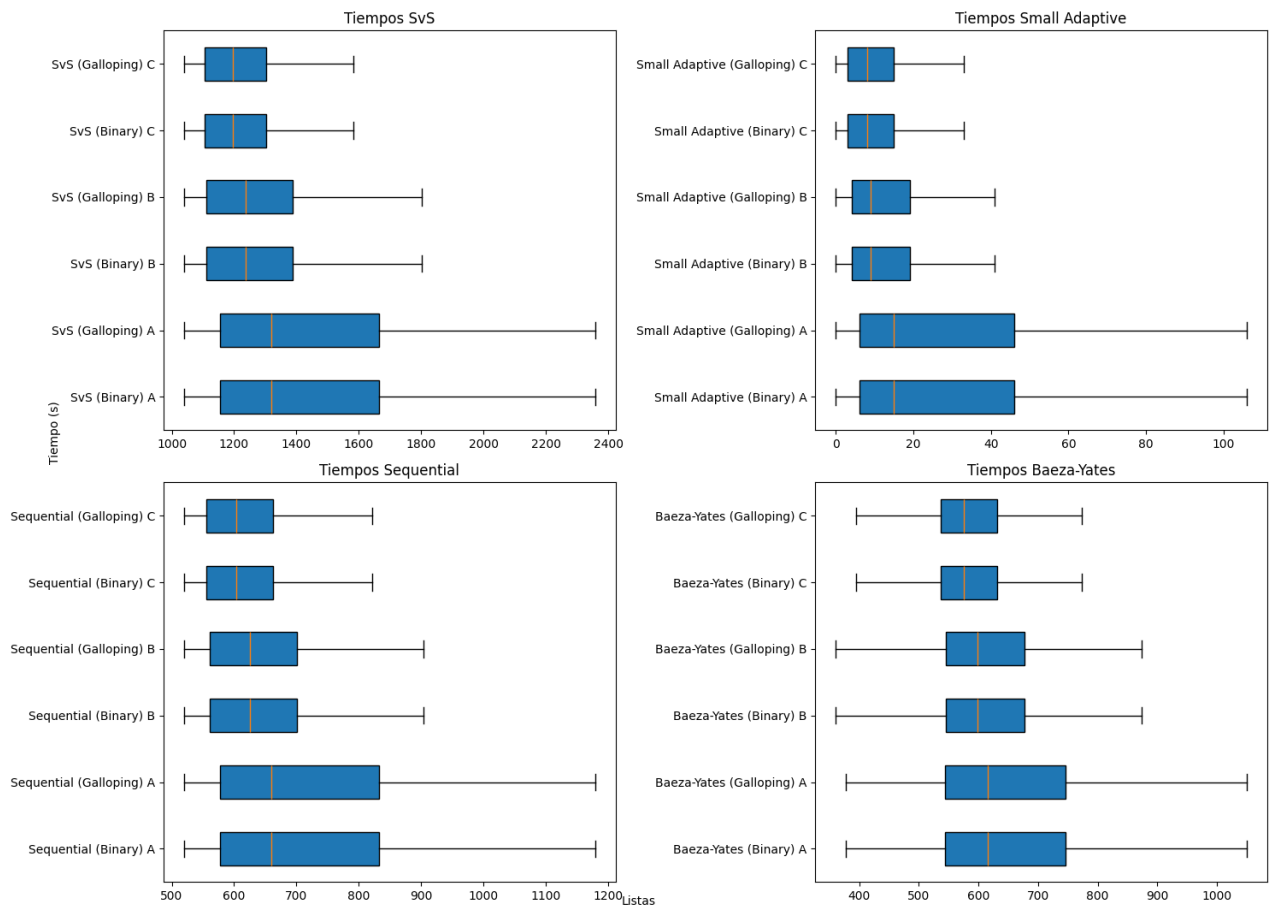 Tiempos SvS
SvS (Galloping) C
SvS (Binary) C
SvS (Galloping) B
SvS (Binary) B
SvS (Galloping) A
SvS (Binary) A
1000 1200 1400 1600 1800 2000 2200 2400
Tiempos Small Adaptive
Small Adaptive (Galloping) C
Small Adaptive (Binary) C
Small Adaptive (Galloping) B
Small Adaptive (Binary) B
Small Adaptive (Galloping) A
Small Adaptive (Binary) A
0 20 40 60 80 100
Tiempo (s)
Tiempos Sequential
Sequential (Galloping) C
Sequential (Binary) C
Sequential (Galloping) B
Sequential (Binary) B
Sequential (Galloping) A
Sequential (Binary) A
500 600 700 800 900 1000 1100 1200
Tiempos Baeza-Yates
Baeza-Yates (Galloping) C
Baeza-Yates (Binary) C
Baeza-Yates (Galloping) B
Baeza-Yates (Binary) B
Baeza-Yates (Galloping) A
Baeza-Yates (Binary) A
400 500 600 700 800 900 1000
Listas